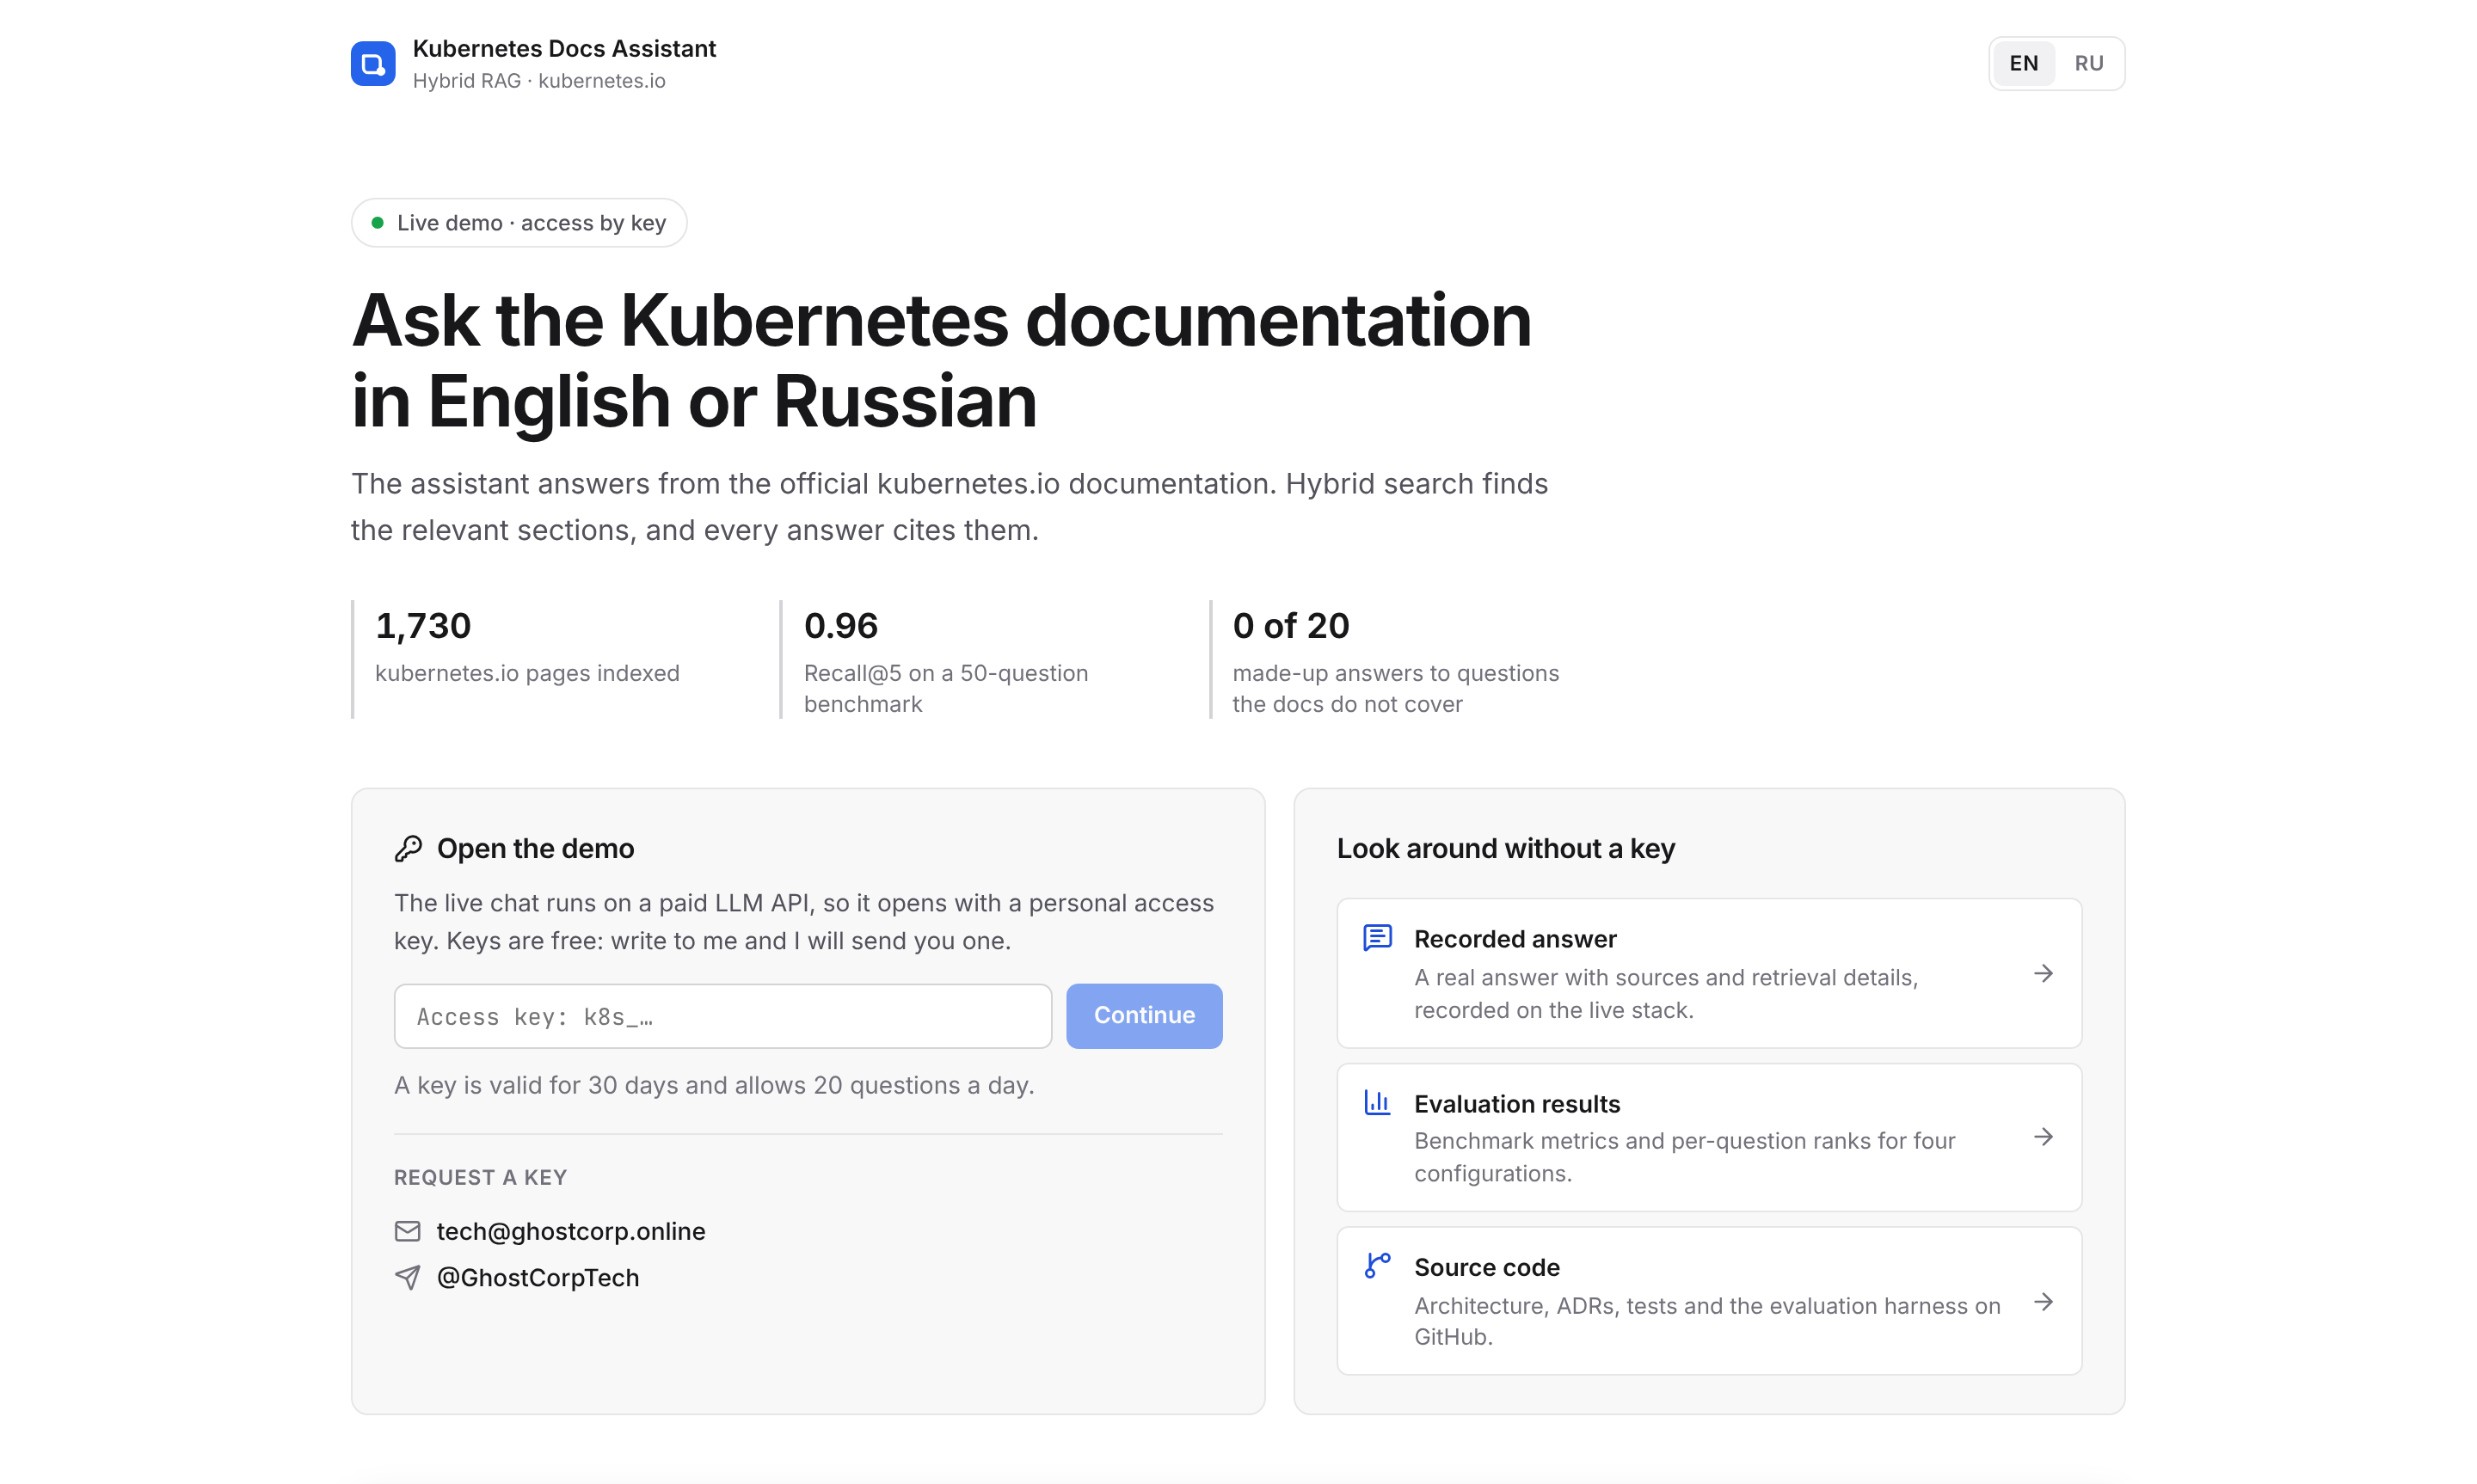 Kubernetes Docs Assistant
Hybrid RAG · kubernetes.io
EN RU
Live demo · access by key
Ask the Kubernetes documentation
in English or Russian
The assistant answers from the official kubernetes.io documentation. Hybrid search finds
the relevant sections, and every answer cites them.
1,730
kubernetes.io pages indexed
0.96
Recall@5 on a 50-question
benchmark
0 of 20
made-up answers to questions
the docs do not cover
Open the demo
The live chat runs on a paid LLM API, so it opens with a personal access
key. Keys are free: write to me and I will send you one.
Access key: k8s_…
Continue
A key is valid for 30 days and allows 20 questions a day.
REQUEST A KEY
tech@ghostcorp.online
@GhostCorpTech
Look around without a key
Recorded answer
A real answer with sources and retrieval details,
recorded on the live stack.
Evaluation results
Benchmark metrics and per-question ranks for four
configurations.
Source code
Architecture, ADRs, tests and the evaluation harness on
GitHub.